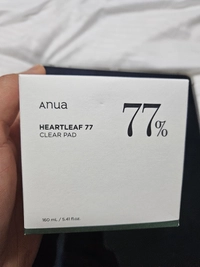 Anua
77%
HEARTLEAF 77
CLEAR PAD
160 mL / 5.41 fl.oz